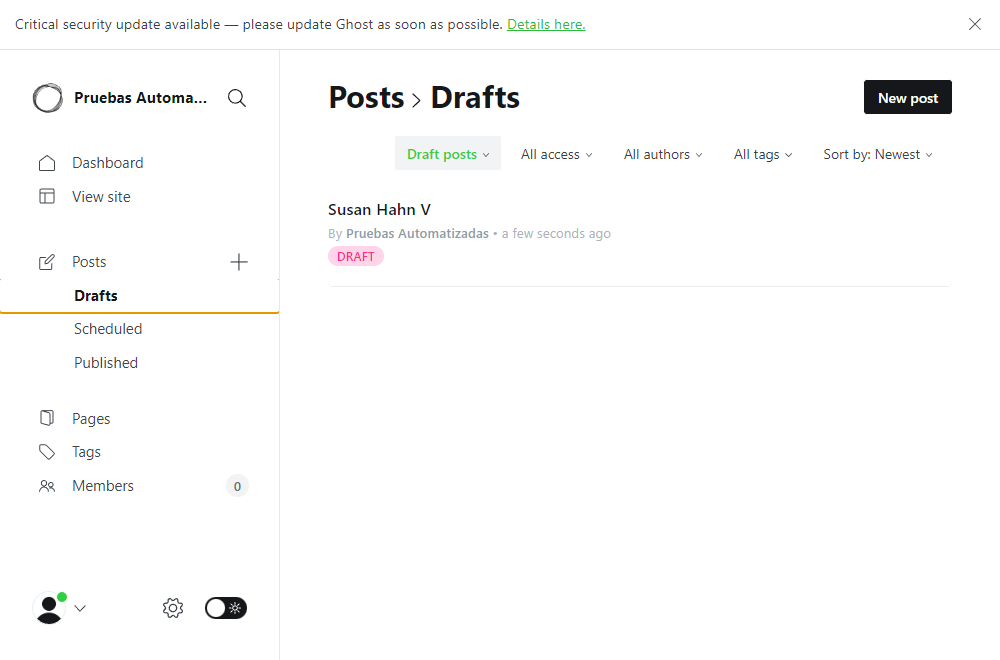 Critical security update available — please update Ghost as soon as possible. Details here.
Pruebas Automa...
Dashboard
View site
Posts
Drafts
Scheduled
Published
Pages
Tags
Members 0
Posts > Drafts
New post
Draft posts All access All authors All tags Sort by: Newest
Susan Hahn V
By Pruebas Automatizadas • a few seconds ago
DRAFT